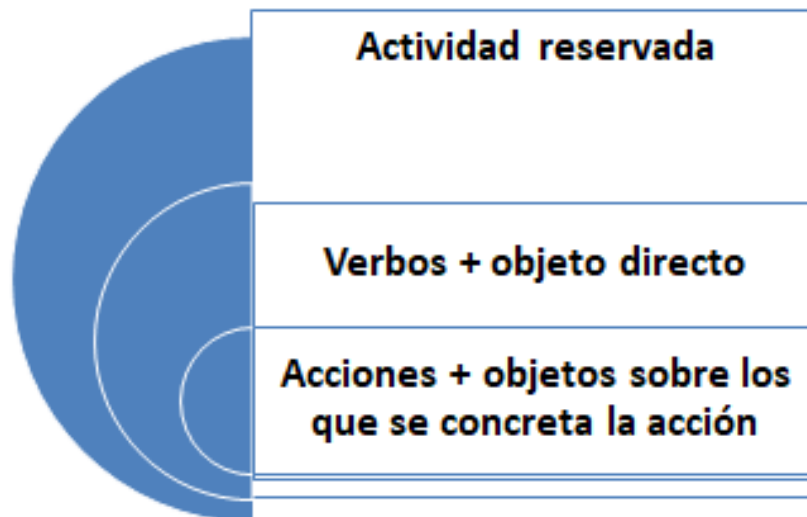 Actividad reservada
Verbos + objeto directo
Acciones + objetos sobre los
que se concreta la acción